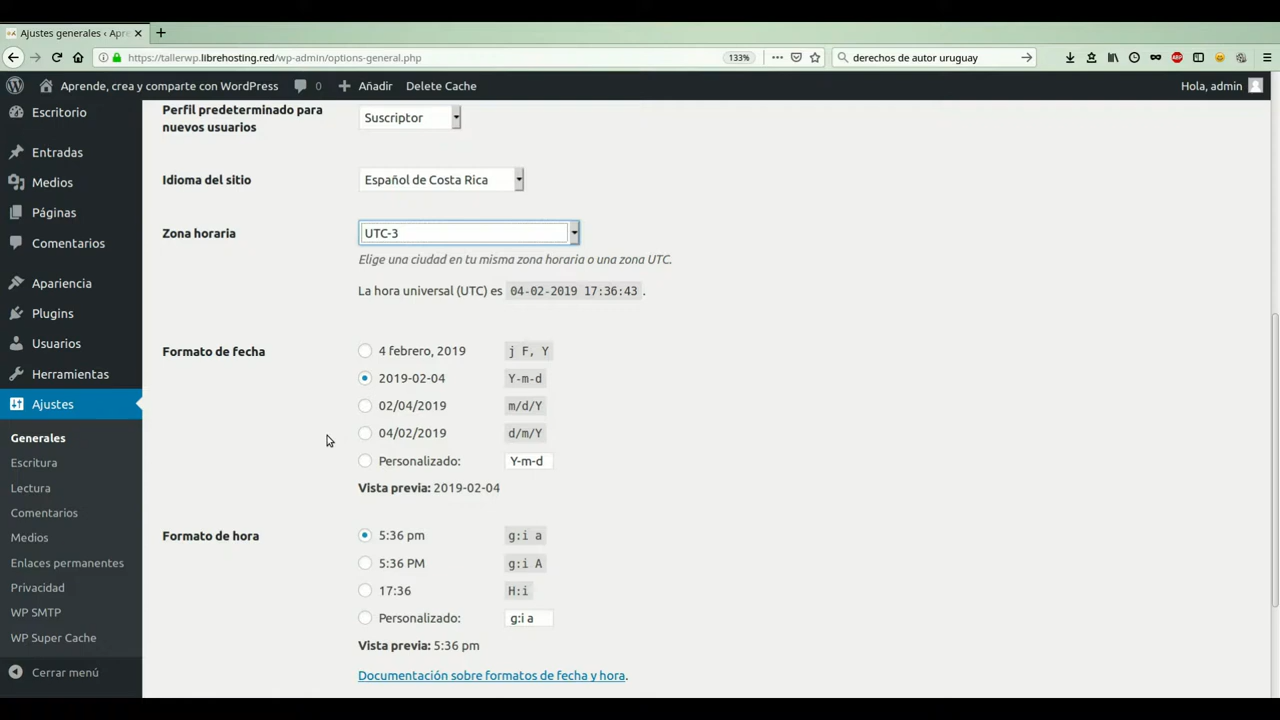 Ajustes generales ‹ Apre
https://tallerwp.librehosting.red/wp-admin/options-general.php
133%
derechos de autor uruguay
Aprende, crea y comparte con WordPress
0
Añadir
Delete Cache
Hola, admin
Escritorio
Entradas
Medios
Páginas
Comentarios
Apariencia
Plugins
Usuarios
Herramientas
Ajustes
Generales
Escritura
Lectura
Comentarios
Medios
Enlaces permanentes
Privacidad
WP SMTP
WP Super Cache
Cerrar menú
Perfil predeterminado para
nuevos usuarios
Suscriptor
Idioma del sitio
Español de Costa Rica
Zona horaria
UTC-3
Elige una ciudad en tu misma zona horaria o una zona UTC.
La hora universal (UTC) es 04-02-2019 17:36:43 .
Formato de fecha
4 febrero, 2019 j F, Y
2019-02-04 Y-m-d
02/04/2019 m/d/Y
04/02/2019 d/m/Y
Personalizado: Y-m-d
Vista previa: 2019-02-04
Formato de hora
5:36 pm g:i a
5:36 PM g:i A
17:36 H:i
Personalizado: g:i a
Vista previa: 5:36 pm
Documentación sobre formatos de fecha y hora.